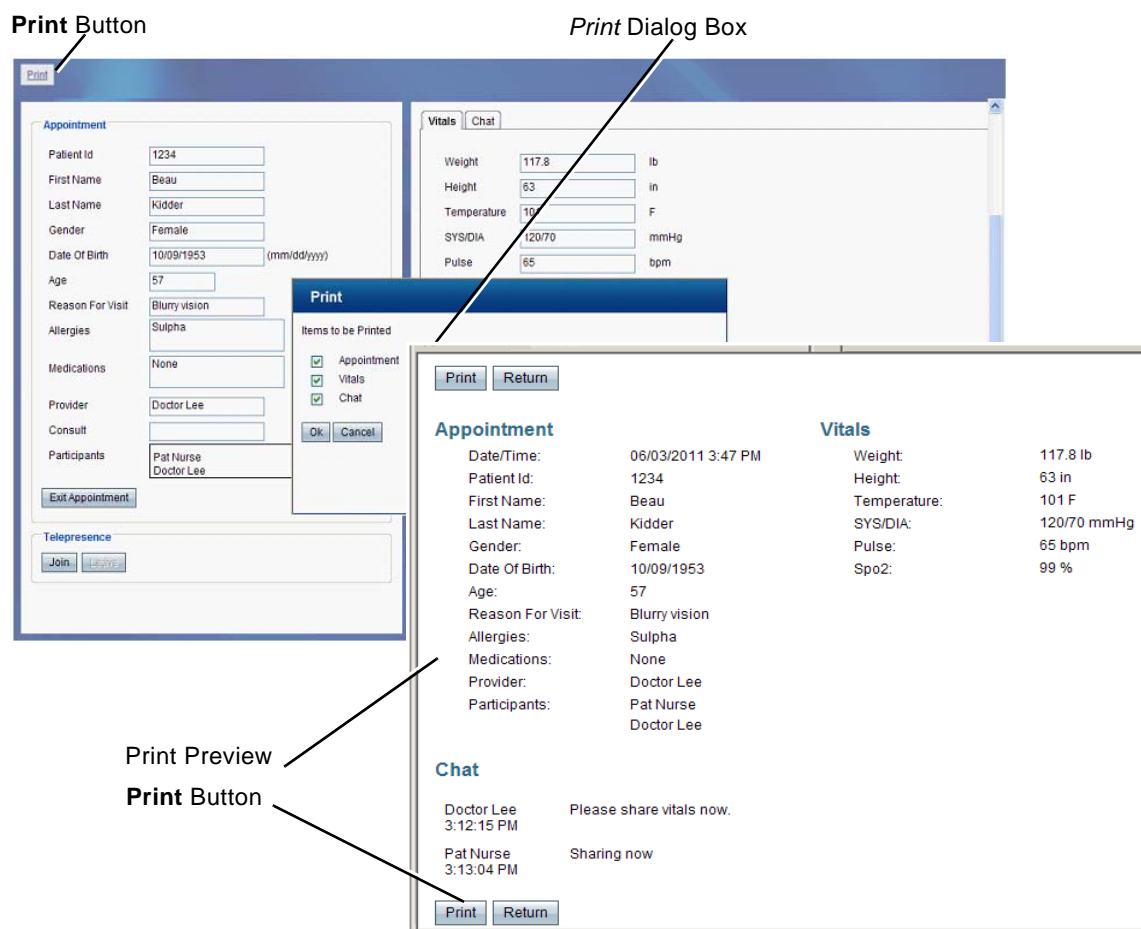 Print Button
Print Dialog Box
Print
Appointment
Patient Id 1234
First Name Beau
Last Name Kidder
Gender Female
Date Of Birth 10/09/1953 (mm/dd/yyyy)
Age 57
Reason For Visit Blurry vision
Allergies Sulpha
Medications None
Provider Doctor Lee
Consult
Participants Pat Nurse
Doctor Lee
Exit Appointment
Telepresence
Join Leave
Vitals Chat
Weight 117.8 lb
Height 63 in
Temperature 101 F
SYS/DIA 120/70 mmHg
Pulse 65 bpm
Print
Items to be Printed
Appointment
Vitals
Chat
Ok Cancel
Print Return
Appointment
Date/Time: 06/03/2011 3:47 PM
Patient Id: 1234
First Name: Beau
Last Name: Kidder
Gender: Female
Date Of Birth: 10/09/1953
Age: 57
Reason For Visit: Blurry vision
Allergies: Sulpha
Medications: None
Provider: Doctor Lee
Participants: Pat Nurse
Doctor Lee
Vitals
Weight: 117.8 lb
Height: 63 in
Temperature: 101 F
SYS/DIA: 120/70 mmHg
Pulse: 65 bpm
Spo2: 99 %
Chat
Doctor Lee Please share vitals now.
3:12:15 PM
Pat Nurse Sharing now
3:13:04 PM
Print Return
Print Preview
Print Button